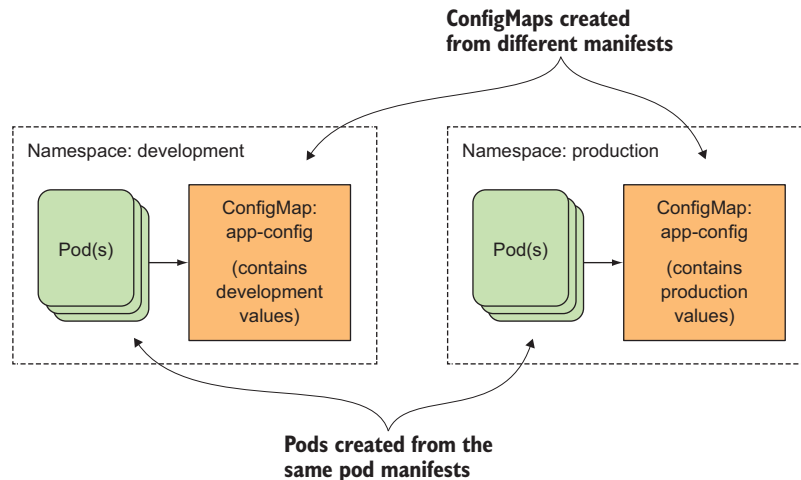 ConfigMaps created
from different manifests
Namespace: development
Namespace: production
Pod(s)
ConfigMap:
app-config
(contains
development
values)
Pod(s)
ConfigMap:
app-config
(contains
production
values)
Pods created from the
same pod manifests